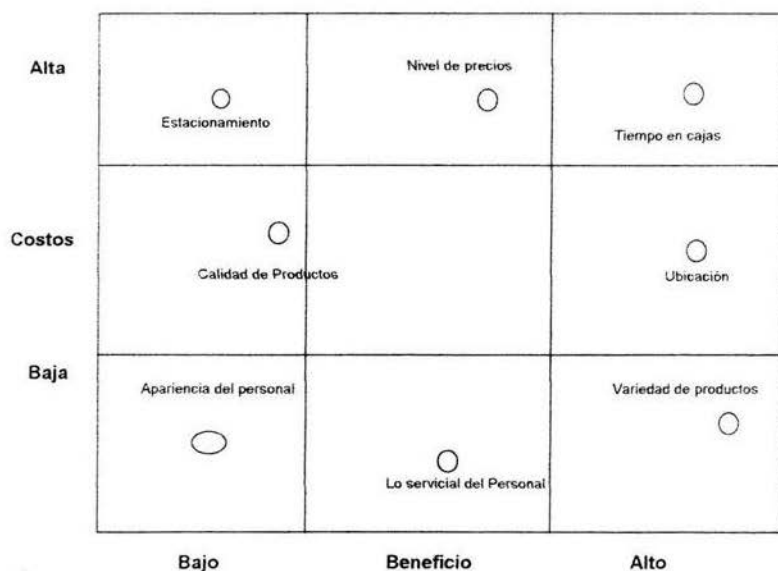 Alta
Nivel de precios
Estacionamiento
Tiempo en cajas
Costos
Calidad de Productos
Ubicación
Baja
Apariencia del personal
Variedad de productos
Lo servicial del Personal
Bajo
Beneficio
Alto